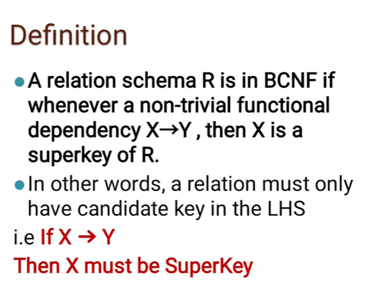 Definition
● A relation schema R is in BCNF if
whenever a non-trivial functional
dependency X→Y , then X is a
superkey of R.
● In other words, a relation must only
have candidate key in the LHS
i.e If X → Y
Then X must be SuperKey